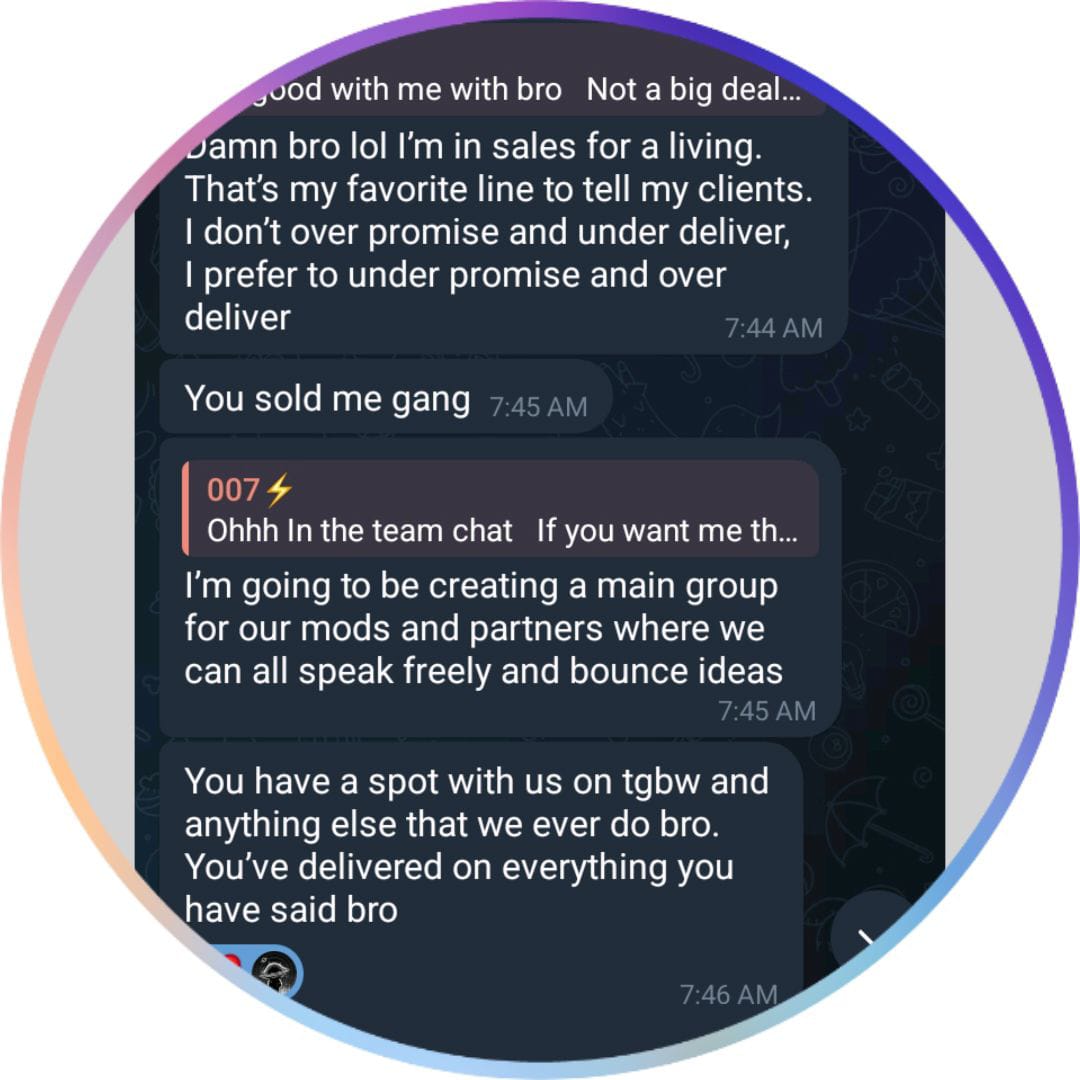 good with me with bro Not a big deal...
Damn bro lol I'm in sales for a living.
That's my favorite line to tell my clients.
I don't over promise and under deliver,
I prefer to under promise and over
deliver
7:44 AM
You sold me gang 7:45 AM
007⚡
Ohhh In the team chat If you want me th...
I'm going to be creating a main group
for our mods and partners where we
can all speak freely and bounce ideas
7:45 AM
You have a spot with us on tgbw and
anything else that we ever do bro.
You've delivered on everything you
have said bro
7:46 AM